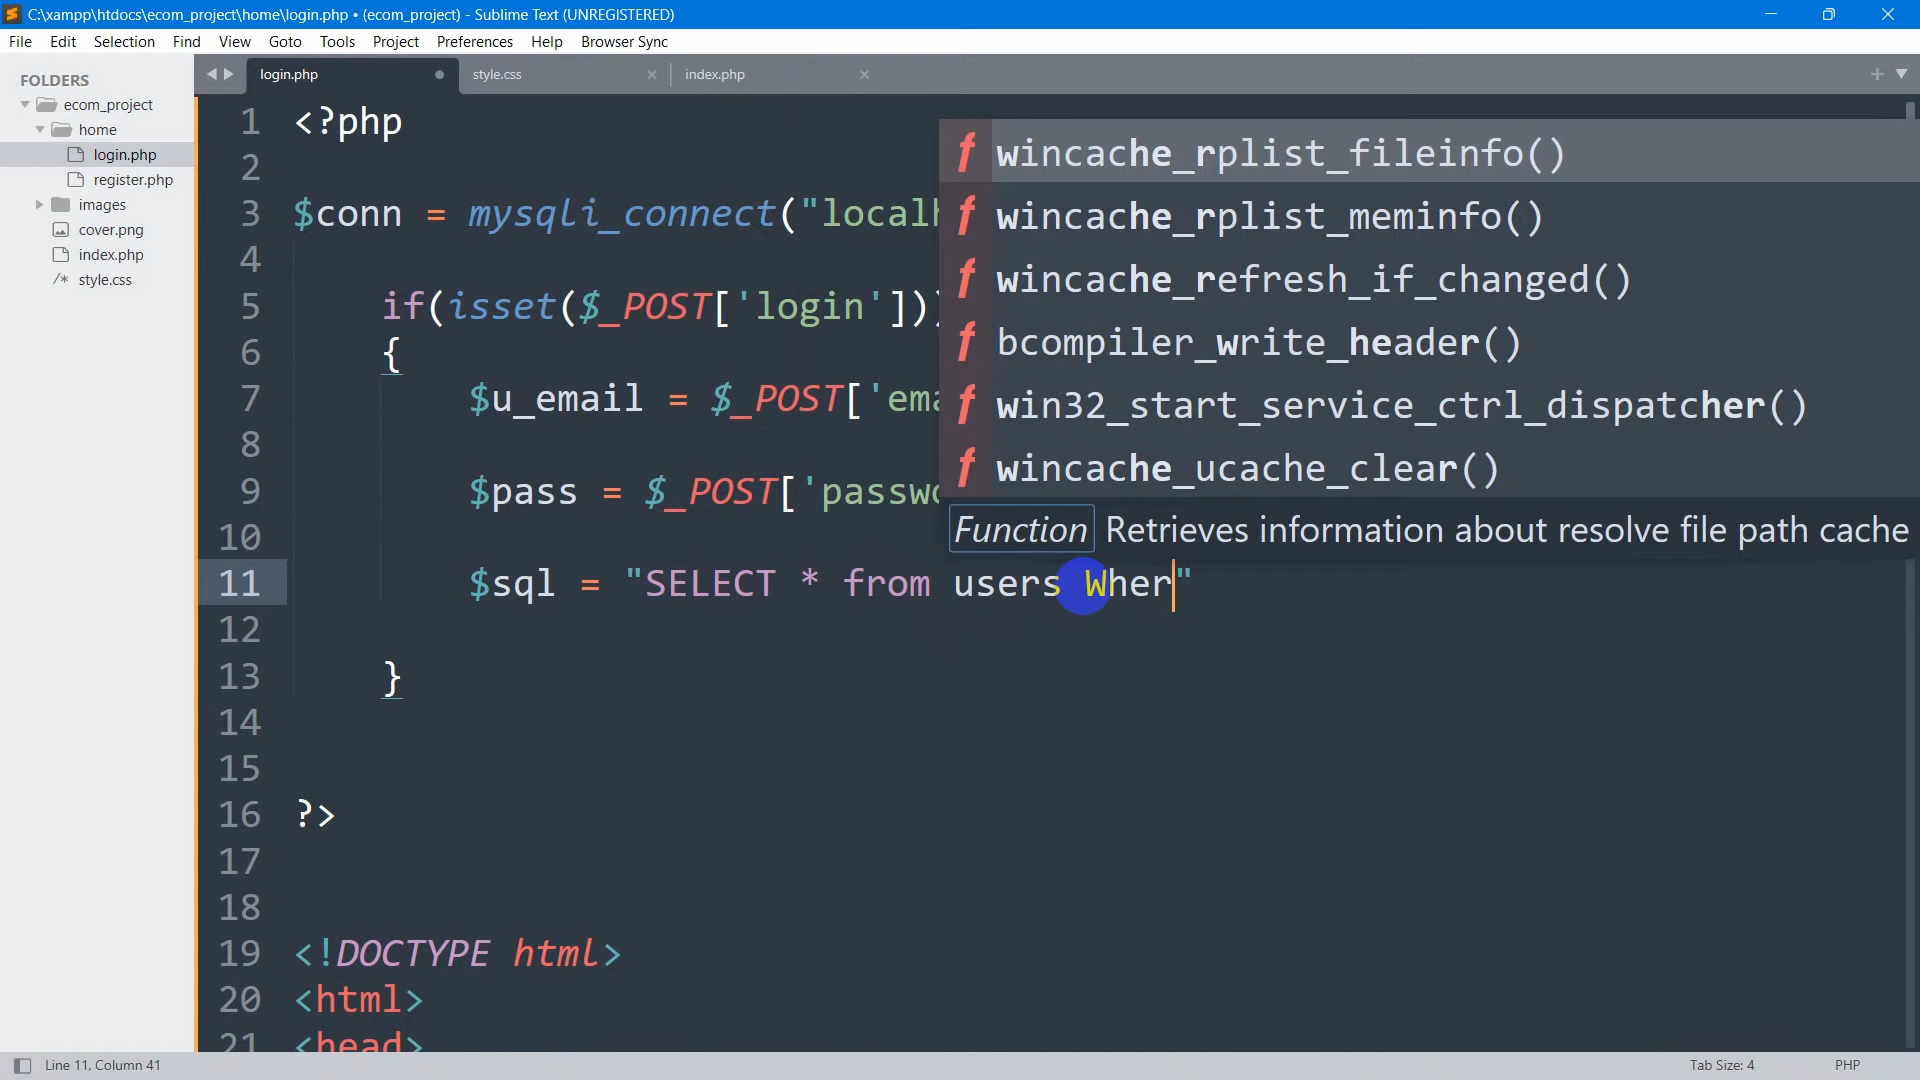 C:\xampp\htdocs\ecom_project\home\login.php • (ecom_project) - Sublime Text (UNREGISTERED)
File Edit Selection Find View Goto Tools Project Preferences Help Browser Sync
FOLDERS
ecom_project
home
login.php
register.php
images
cover.png
index.php
/* style.css
login.php style.css index.php
1 <?php
2
3 $conn = mysqli_connect("local
4
5 if(isset($_POST['login']))
6 {
7 $u_email = $_POST['ema
8
9 $pass = $_POST['passw
10
11 $sql = "SELECT * from users Wher"
12
13 }
14
15
16 ?>
17
18
19 <!DOCTYPE html>
20 <html>
21 <head>
f wincache_rplist_fileinfo()
f wincache_rplist_meminfo()
f wincache_refresh_if_changed()
f bcompiler_write_header()
f win32_start_service_ctrl_dispatcher()
f wincache_ucache_clear()
Function Retrieves information about resolve file path cache
Line 11, Column 41
Tab Size: 4
PHP